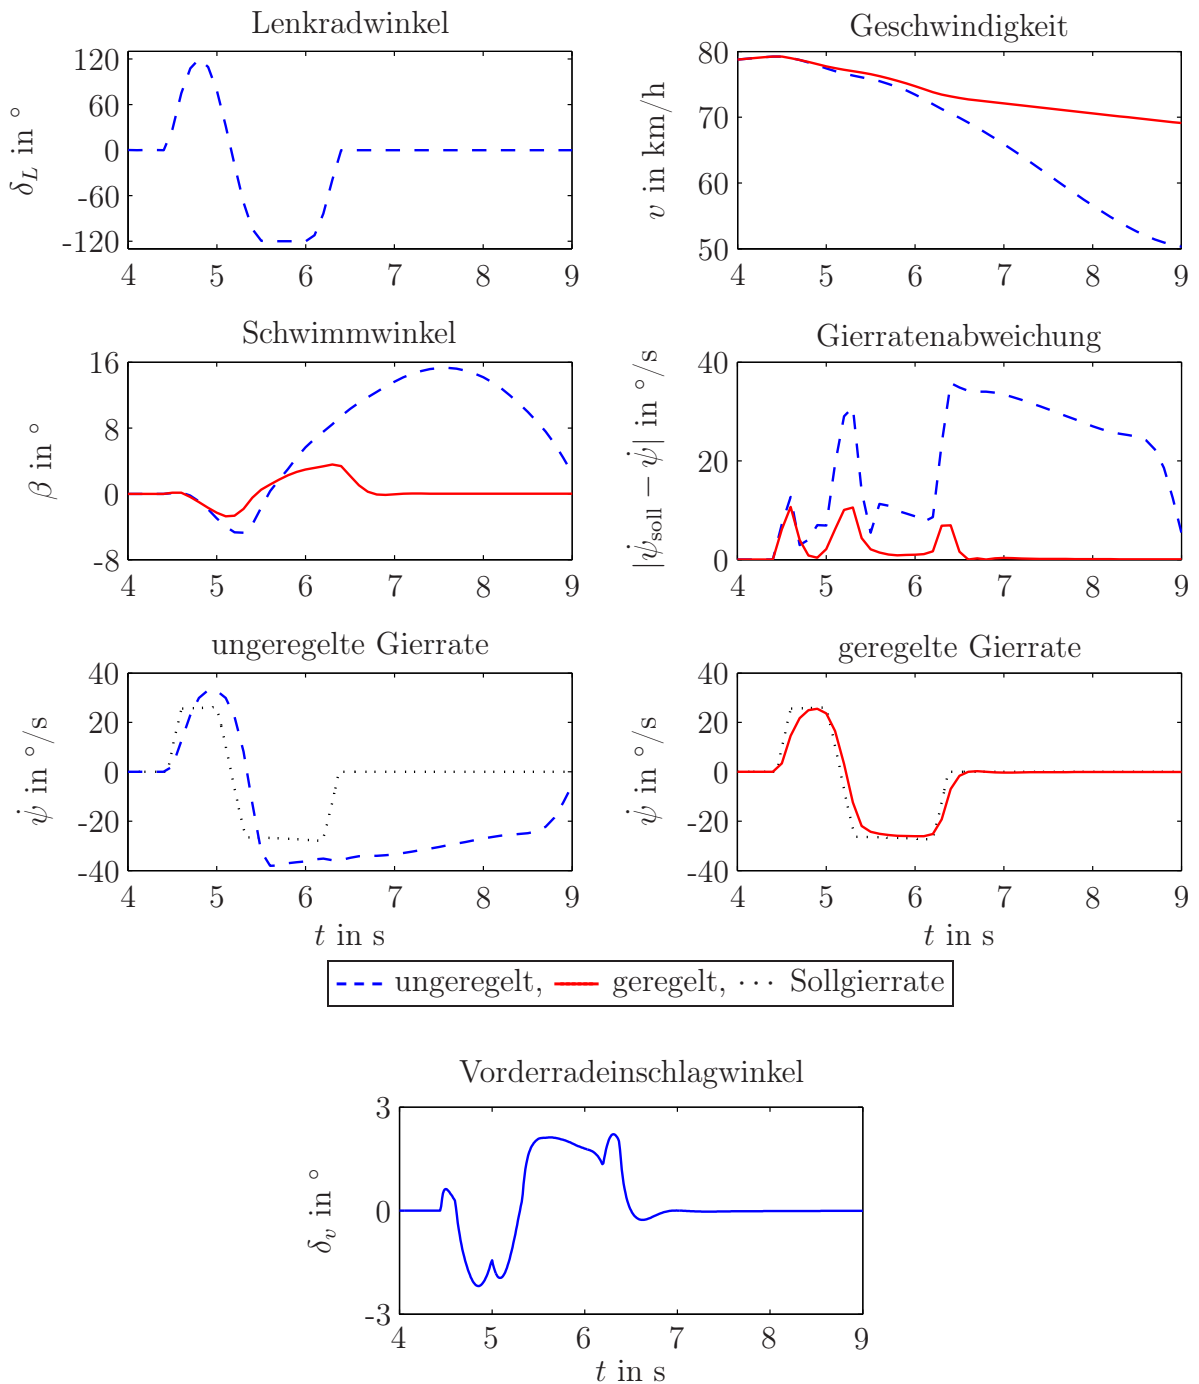 Lenkradwinkel
120
60
0
-60
-120
δ_L in °
4 5 6 7 8 9
Geschwindigkeit
80
70
60
50
v in km/h
4 5 6 7 8 9
Schwimmwinkel
16
8
0
-8
β in °
4 5 6 7 8 9
Gierratenabweichung
40
20
0
|ψ̇_soll − ψ̇| in °/s
4 5 6 7 8 9
ungeregelte Gierrate
40
20
0
-20
-40
ψ̇ in °/s
4 5 6 7 8 9
t in s
geregelte Gierrate
40
20
0
-20
-40
ψ̇ in °/s
4 5 6 7 8 9
t in s
ungeregelt, geregelt, ··· Sollgierrate
Vorderradeinschlagwinkel
3
0
-3
δ_v in °
4 5 6 7 8 9
t in s